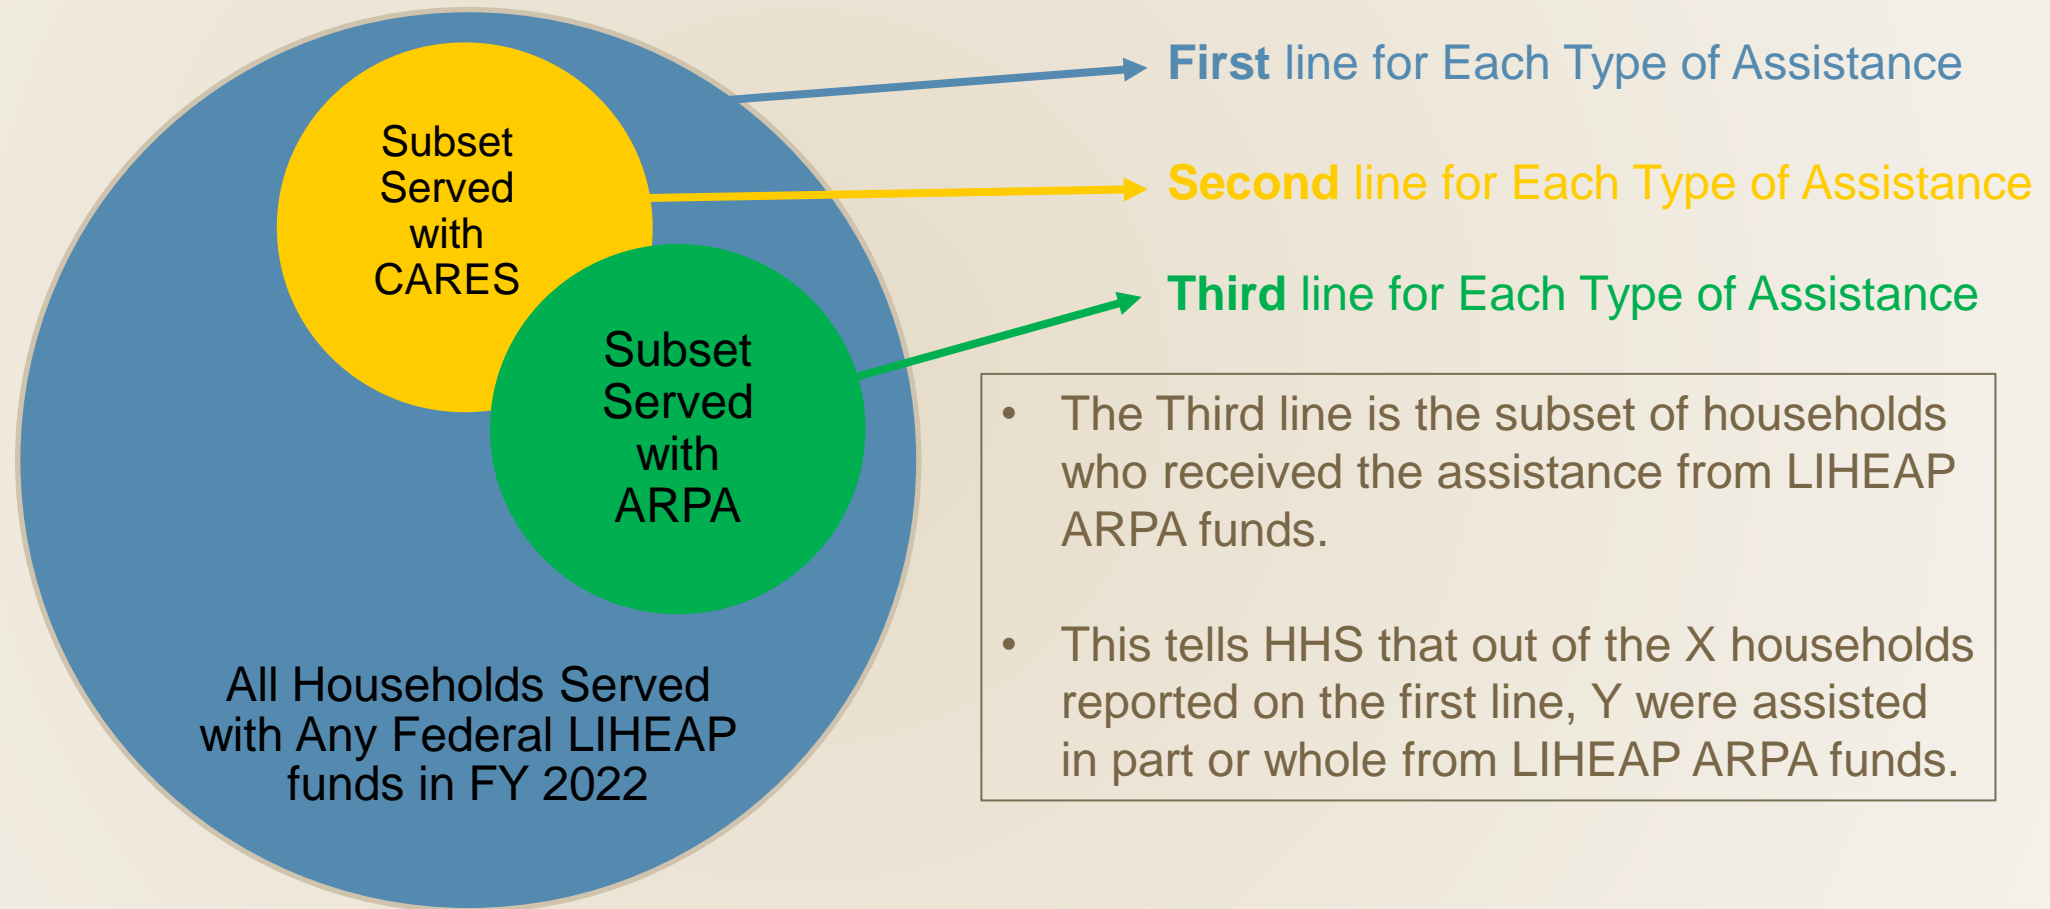 Subset
Served
with
CARES
Subset
Served
with
ARPA
All Households Served
with Any Federal LIHEAP
funds in FY 2022
First line for Each Type of Assistance
Second line for Each Type of Assistance
Third line for Each Type of Assistance
• The Third line is the subset of households
who received the assistance from LIHEAP
ARPA funds.
• This tells HHS that out of the X households
reported on the first line, Y were assisted
in part or whole from LIHEAP ARPA funds.